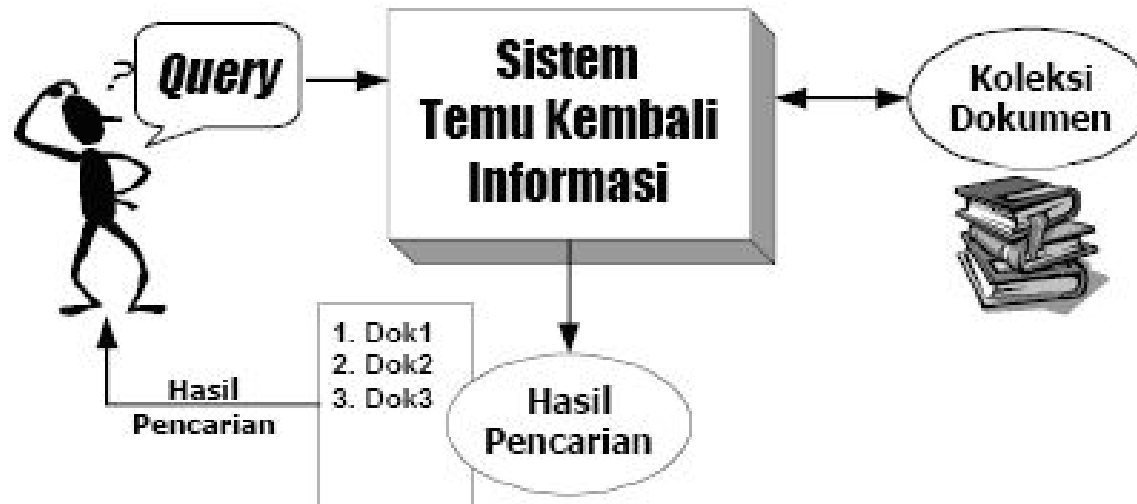 ?
Query
Sistem
Temu Kembali
Informasi
Koleksi
Dokumen
1. Dok1
2. Dok2
3. Dok3
Hasil
Pencarian
Hasil
Pencarian